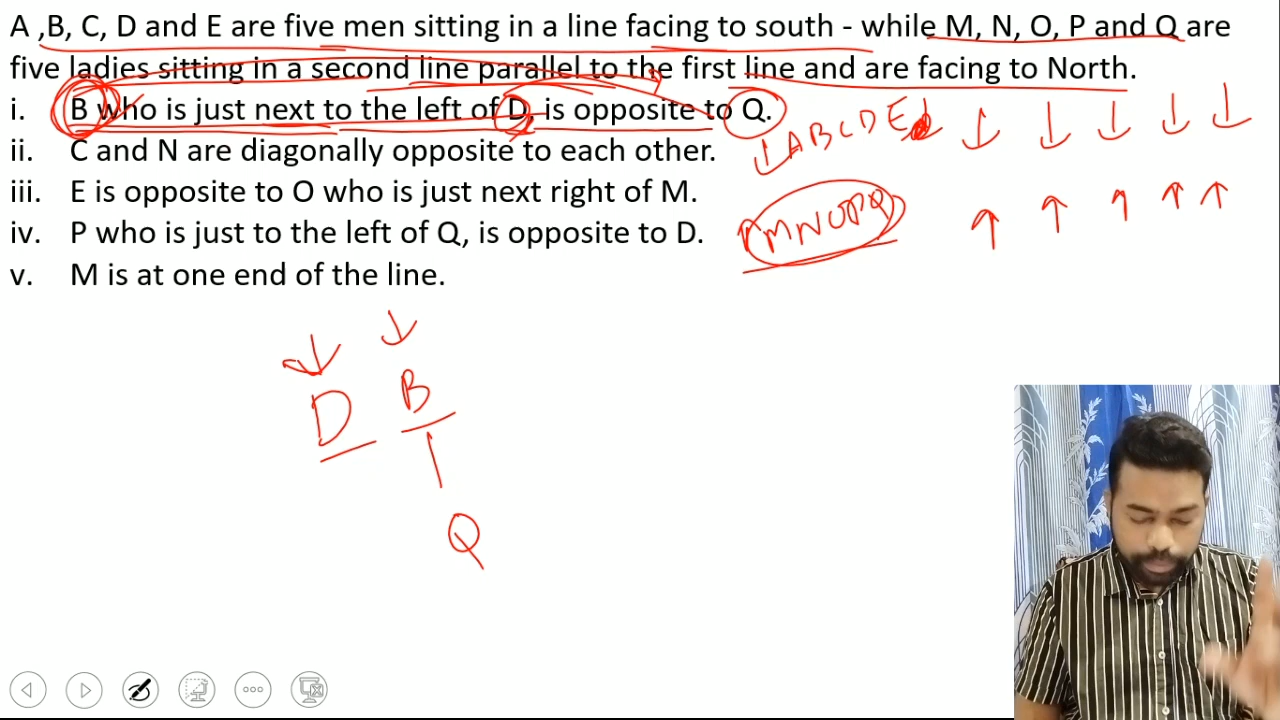 A ,B, C, D and E are five men sitting in a line facing to south - while M, N, O, P and Q are
five ladies sitting in a second line parallel to the first line and are facing to North.
i. B who is just next to the left of D, is opposite to Q.
ii. C and N are diagonally opposite to each other.
iii. E is opposite to O who is just next right of M.
iv. P who is just to the left of Q, is opposite to D.
v. M is at one end of the line.
ABCDE
MNOPQ
D B
Q